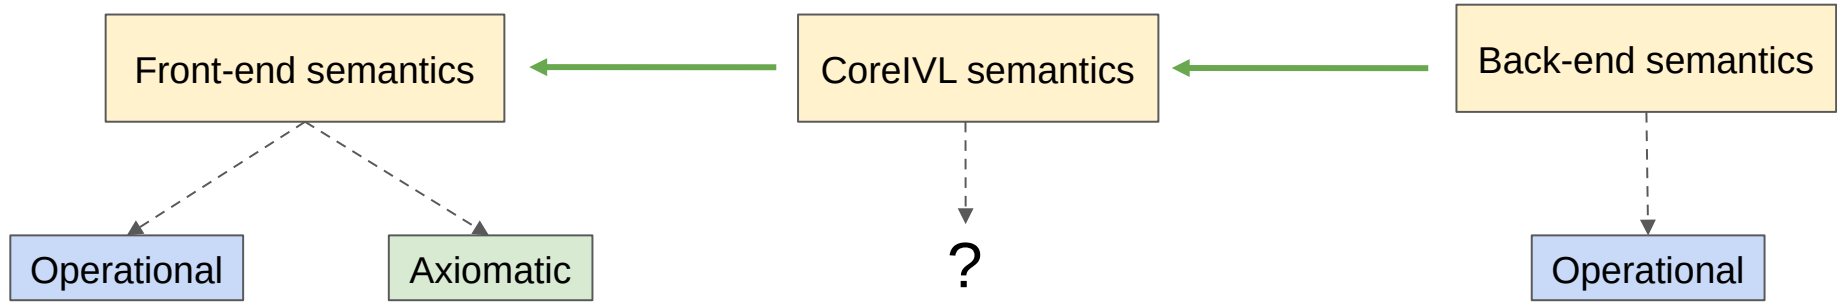 Front-end semantics
CoreIVL semantics
Back-end semantics
Operational
Axiomatic
?
Operational